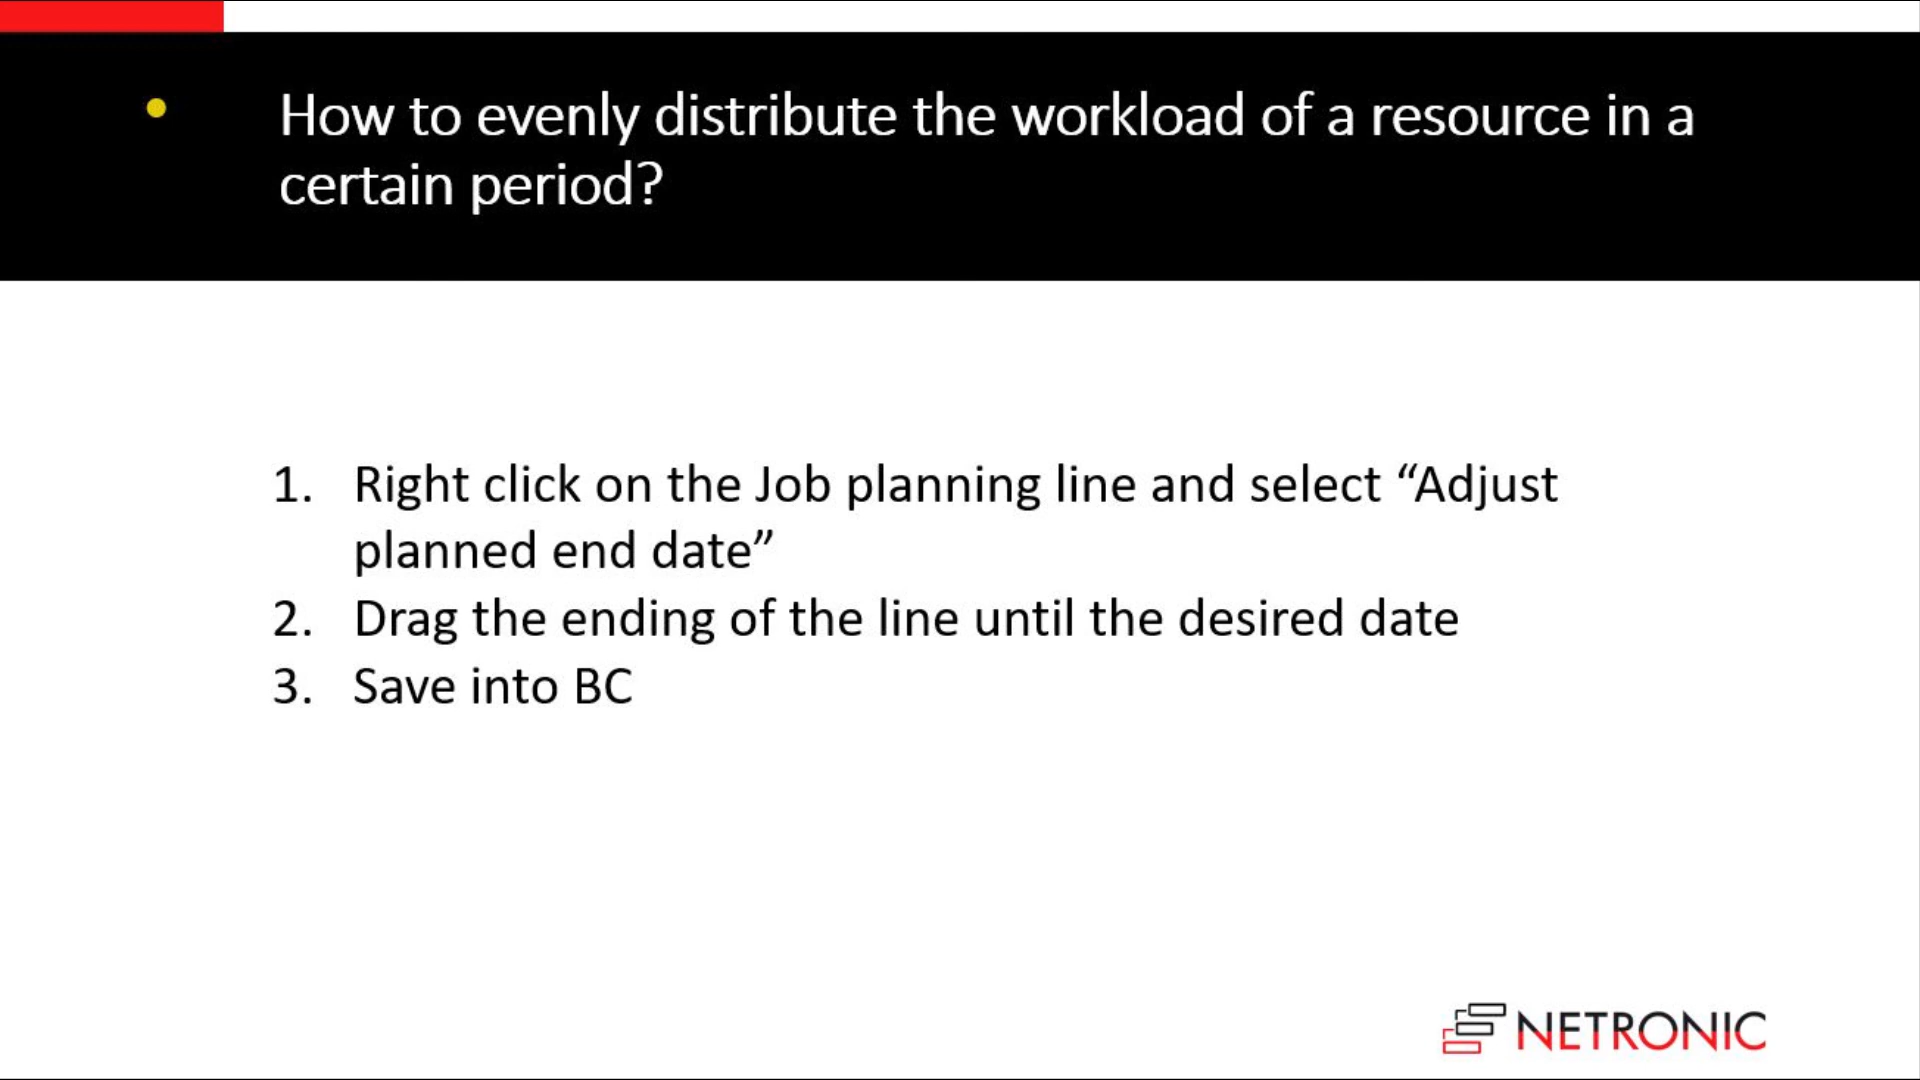 How to evenly distribute the workload of a resource in a
certain period?
1. Right click on the Job planning line and select “Adjust
planned end date”
2. Drag the ending of the line until the desired date
3. Save into BC
NETRONIC